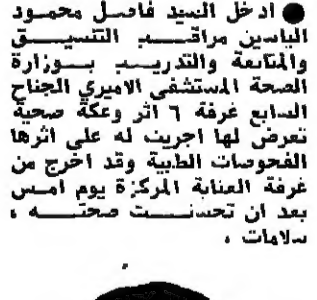 ● ادخل السيد فاضل محمود
الياسين مراقب التنسيق
والمتابعة والتدريب بوزارة
الصحة المستشفى الاميري الجناح
السابع غرفة ٦ اثر وعكة صحية
تعرض لها اجريت له على اثرها
الفحوصات الطبية وقد اخرج من
غرفة العناية المركزة يوم امس
بعد ان تحسنت صحته ،
سلامات ،